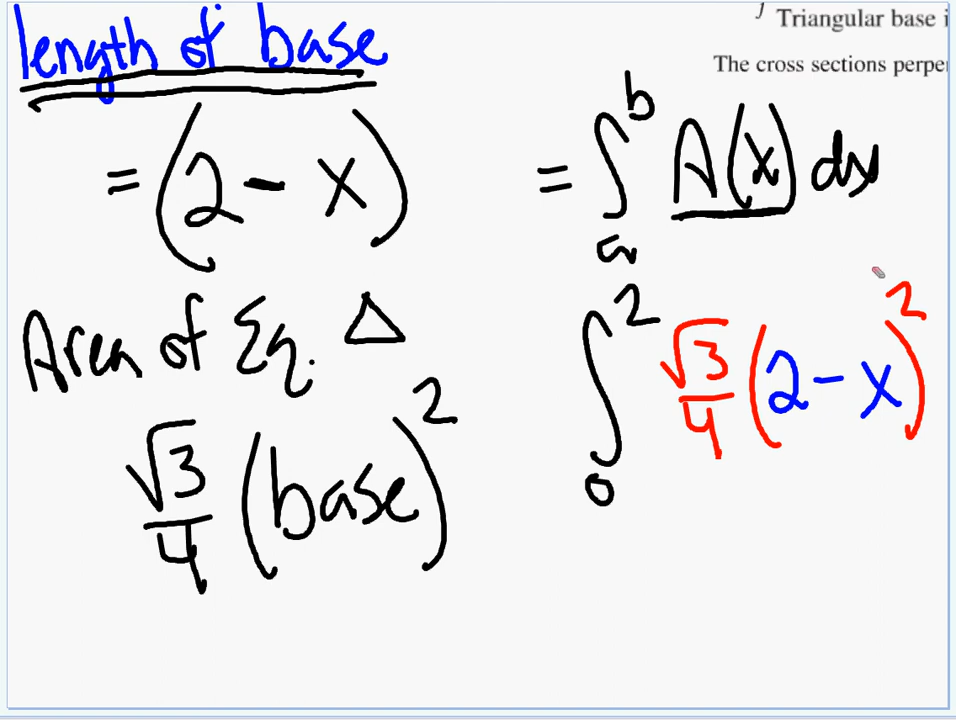 length of base
= (2 - x)
Area of Eq. △
√3/4 (base)²
Triangular base i
The cross sections perpe
= ∫ₐᵇ A(x) dx
∫₀² √3/4 (2 - x)²